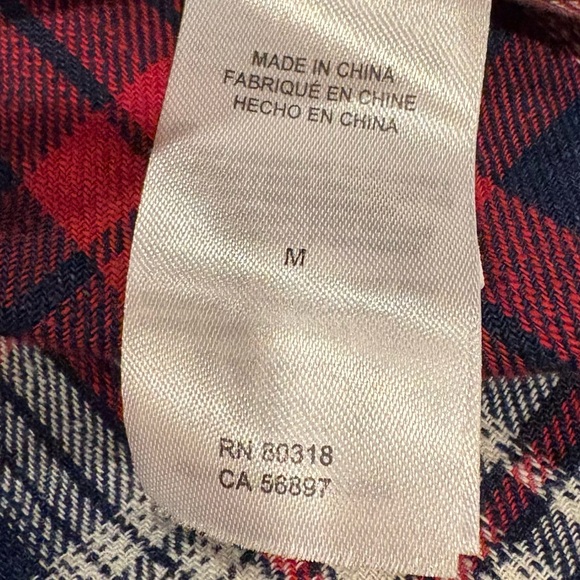 MADE IN CHINA
FABRIQUÉ EN CHINE
HECHO EN CHINA
M
RN 80318
CA 56897